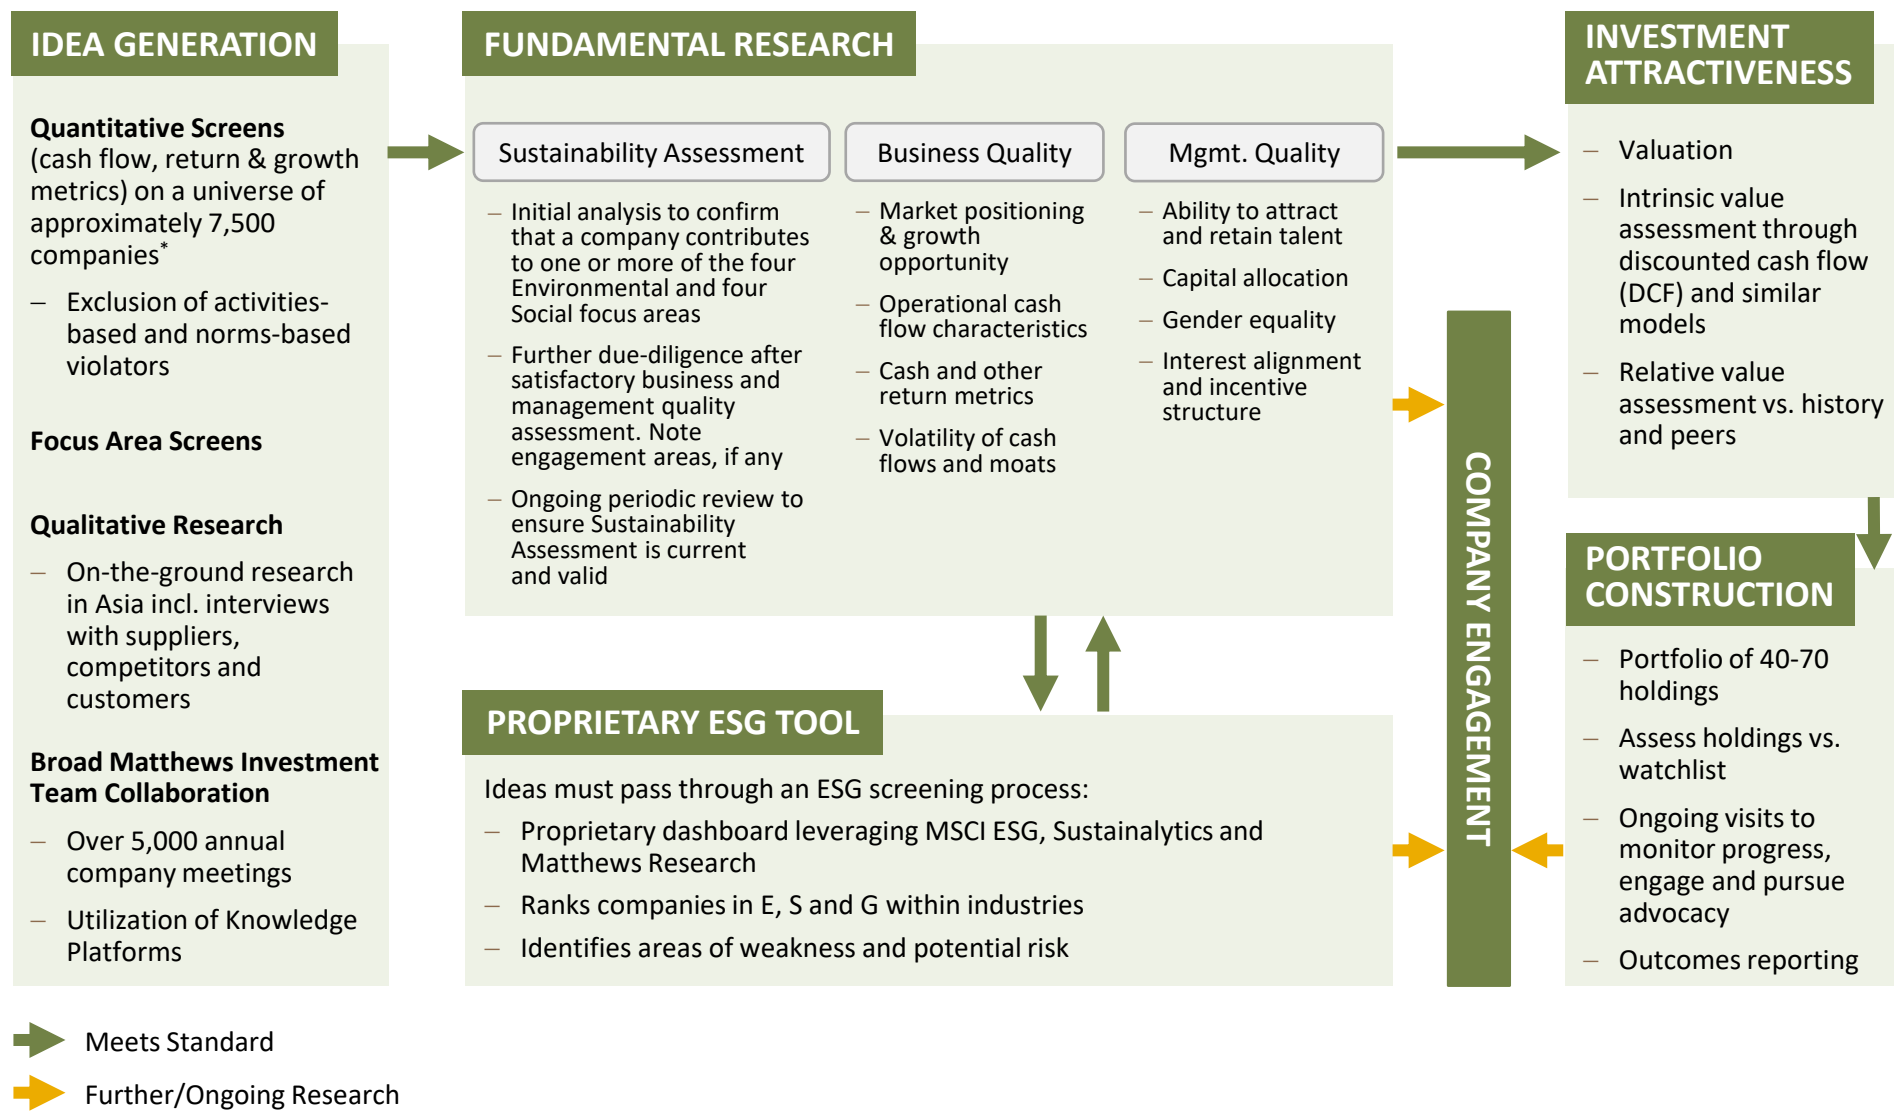 IDEA GENERATION
Quantitative Screens
(cash flow, return & growth
metrics) on a universe of
approximately 7,500
companies*
– Exclusion of activities-
based and norms-based
violators
Focus Area Screens
Qualitative Research
– On-the-ground research
in Asia incl. interviews
with suppliers,
competitors and
customers
Broad Matthews Investment
Team Collaboration
– Over 5,000 annual
company meetings
– Utilization of Knowledge
Platforms
FUNDAMENTAL RESEARCH
Sustainability Assessment
– Initial analysis to confirm
that a company contributes
to one or more of the four
Environmental and four
Social focus areas
– Further due-diligence after
satisfactory business and
management quality
assessment. Note
engagement areas, if any
– Ongoing periodic review to
ensure Sustainability
Assessment is current
and valid
Business Quality
– Market positioning
& growth
opportunity
– Operational cash
flow characteristics
– Cash and other
return metrics
– Volatility of cash
flows and moats
Mgmt. Quality
– Ability to attract
and retain talent
– Capital allocation
– Gender equality
– Interest alignment
and incentive
structure
PROPRIETARY ESG TOOL
Ideas must pass through an ESG screening process:
– Proprietary dashboard leveraging MSCI ESG, Sustainalytics and
Matthews Research
– Ranks companies in E, S and G within industries
– Identifies areas of weakness and potential risk
COMPANY ENGAGEMENT
INVESTMENT
ATTRACTIVENESS
– Valuation
– Intrinsic value
assessment through
discounted cash flow
(DCF) and similar
models
– Relative value
assessment vs. history
and peers
PORTFOLIO
CONSTRUCTION
– Portfolio of 40-70
holdings
– Assess holdings vs.
watchlist
– Ongoing visits to
monitor progress,
engage and pursue
advocacy
– Outcomes reporting
Meets Standard
Further/Ongoing Research